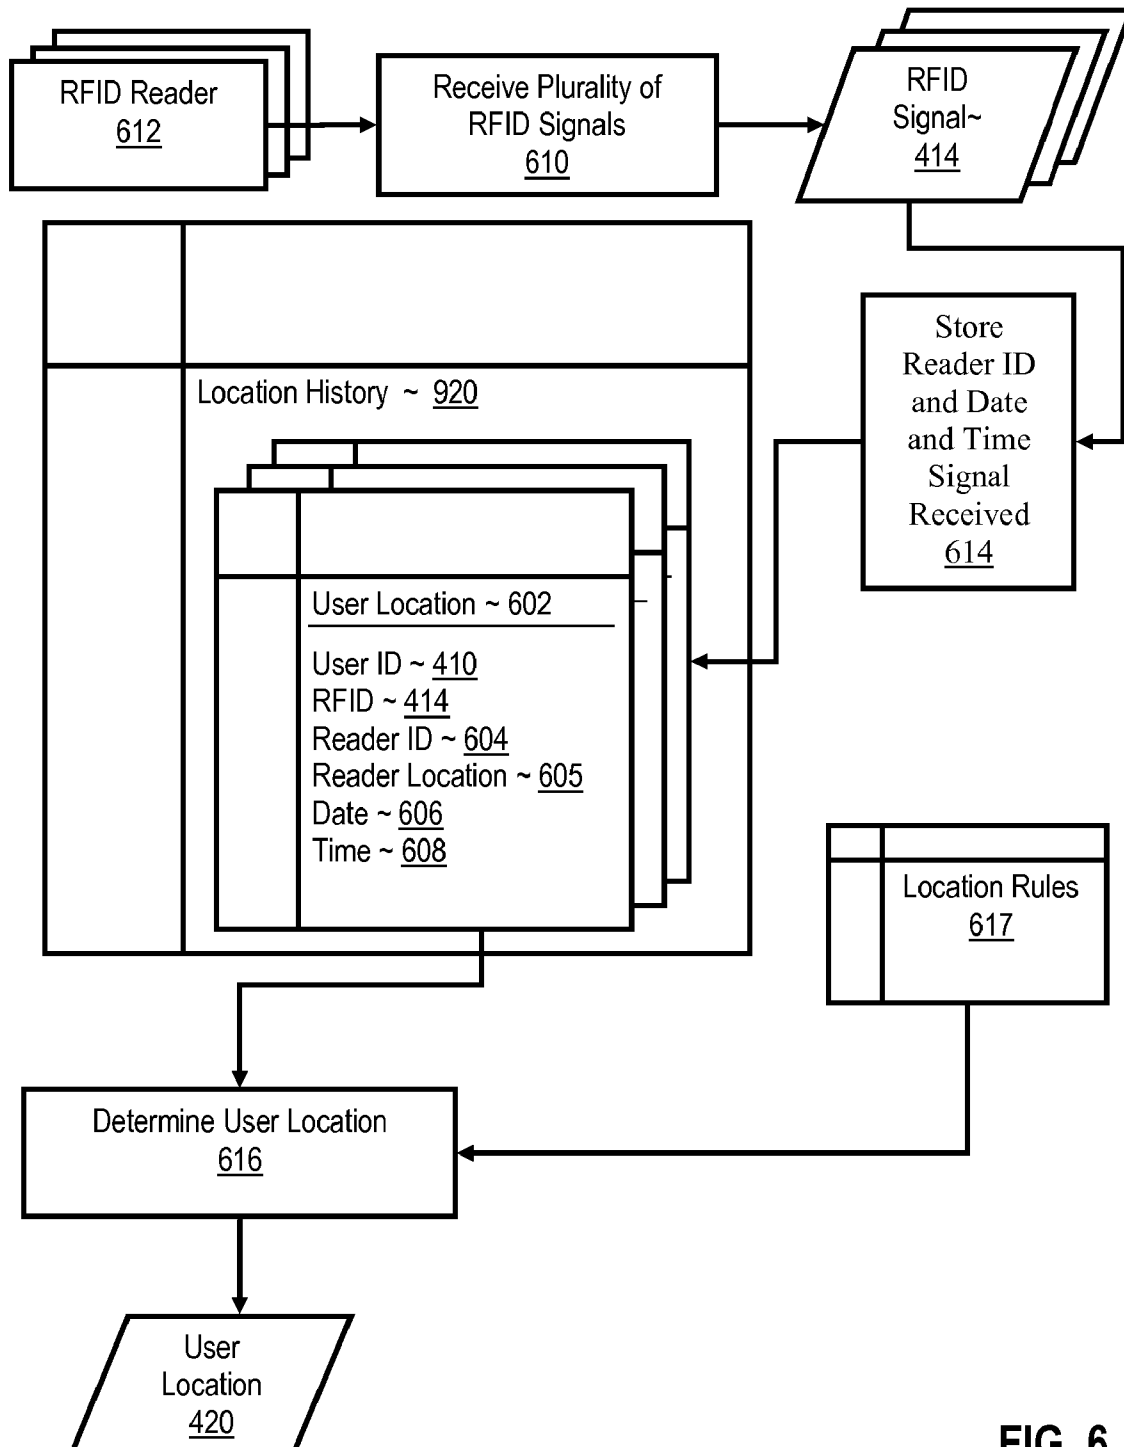 RFID Reader
612
Receive Plurality of
RFID Signals
610
RFID
Signal~
414
Store
Reader ID
and Date
and Time
Signal
Received
614
Location History ~ 920
User Location ~ 602
User ID ~ 410
RFID ~ 414
Reader ID ~ 604
Reader Location ~ 605
Date ~ 606
Time ~ 608
Location Rules
617
Determine User Location
616
User
Location
420
FIG. 6